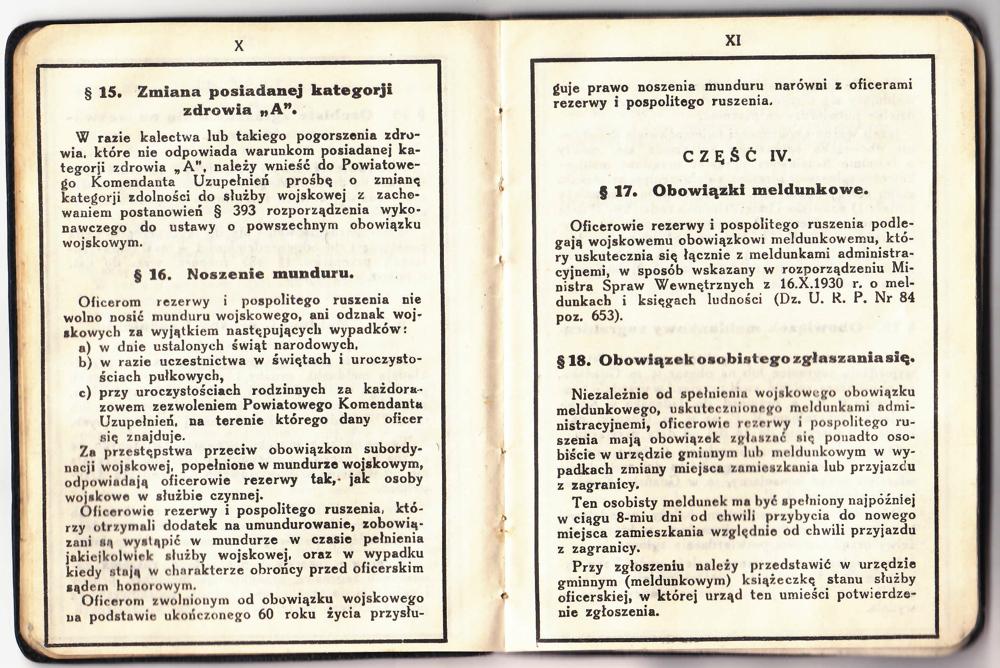 X
§ 15. Zmiana posiadanej kategorji
zdrowia „A”.
W razie kalectwa lub takiego pogorszenia zdro-
wia, które nie odpowiada warunkom posiadanej ka-
tegorji zdrowia „A”, należy wnieść do Powiatowe-
go Komendanta Uzupełnień prośbę o zmianę
kategorji zdolności do służby wojskowej z zacho-
waniem postanowień § 393 rozporządzenia wyko-
nawczego do ustawy o powszechnym obowiązku
wojskowym.
§ 16. Noszenie munduru.
Oficerom rezerwy i pospolitego ruszenia nie
wolno nosić munduru wojskowego, ani odznak woj-
skowych za wyjątkiem następujących wypadków:
a) w dnie ustalonych świąt narodowych,
b) w razie uczestnictwa w świętach i uroczysto-
ściach pułkowych,
c) przy uroczystościach rodzinnych za każdora-
zowem zezwoleniem Powiatowego Komendanta
Uzupełnień, na terenie którego dany oficer
się znajduje.
Za przestępstwa przeciw obowiązkom subordy-
nacji wojskowej, popełnione w mundurze wojskowym,
odpowiadają oficerowie rezerwy tak, jak osoby
wojskowe w służbie czynnej.
Oficerowie rezerwy i pospolitego ruszenia, któ-
rzy otrzymali dodatek na umundurowanie, zobowią-
zani są wystąpić w mundurze w czasie pełnienia
jakiejkolwiek służby wojskowej, oraz w wypadku
kiedy stają w charakterze obrońcy przed oficerskim
sądem honorowym.
Oficerom zwolnionym od obowiązku wojskowego
na podstawie ukończonego 60 roku życia przysłu-
XI
guje prawo noszenia munduru narówni z oficerami
rezerwy i pospolitego ruszenia.
CZĘŚĆ IV.
§ 17. Obowiązki meldunkowe.
Oficerowie rezerwy i pospolitego ruszenia podle-
gają wojskowemu obowiązkowi meldunkowemu, któ-
ry uskutecznia się łącznie z meldunkami administra-
cyjnemi, w sposób wskazany w rozporządzeniu Mi-
nistra Spraw Wewnętrznych z 16.X.1930 r. o mel-
dunkach i księgach ludności (Dz. U. R. P. Nr 84
poz. 653).
§ 18. Obowiązek osobistego zgłaszania się.
Niezależnie od spełnienia wojskowego obowiązku
meldunkowego, uskutecznionego meldunkami admi-
nistracyjnemi, oficerowie rezerwy i pospolitego ru-
szenia mają obowiązek zgłaszać się ponadto oso-
biście w urzędzie gminnym lub meldunkowym w wy-
padkach zmiany miejsca zamieszkania lub przyjazdu
z zagranicy.
Ten osobisty meldunek ma być spełniony najpóźniej
w ciągu 8-miu dni od chwili przybycia do nowego
miejsca zamieszkania względnie od chwili przyjazdu
z zagranicy.
Przy zgłoszeniu należy przedstawić w urzędzie
gminnym (meldunkowym) książeczkę stanu służby
oficerskiej, w której urząd ten umieści potwierdze-
nie zgłoszenia.